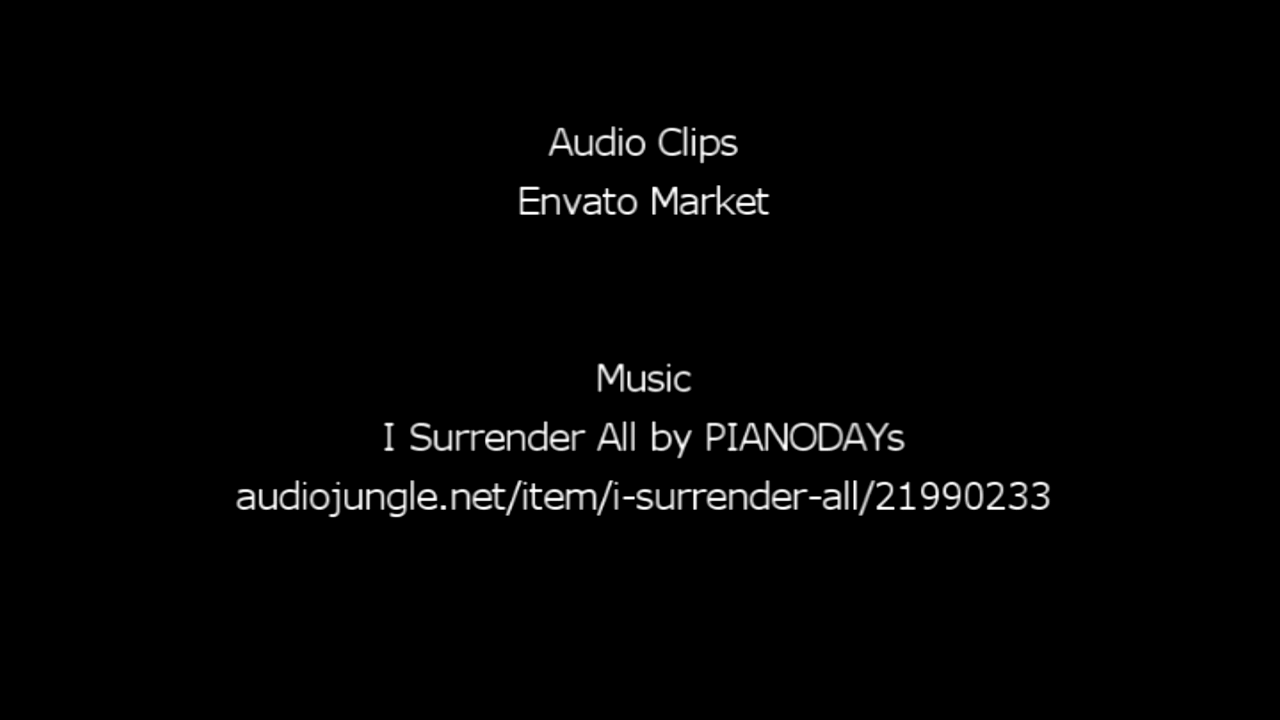 Audio Clips
Envato Market
Music
I Surrender All by PIANODAYs
audiojungle.net/item/i-surrender-all/21990233